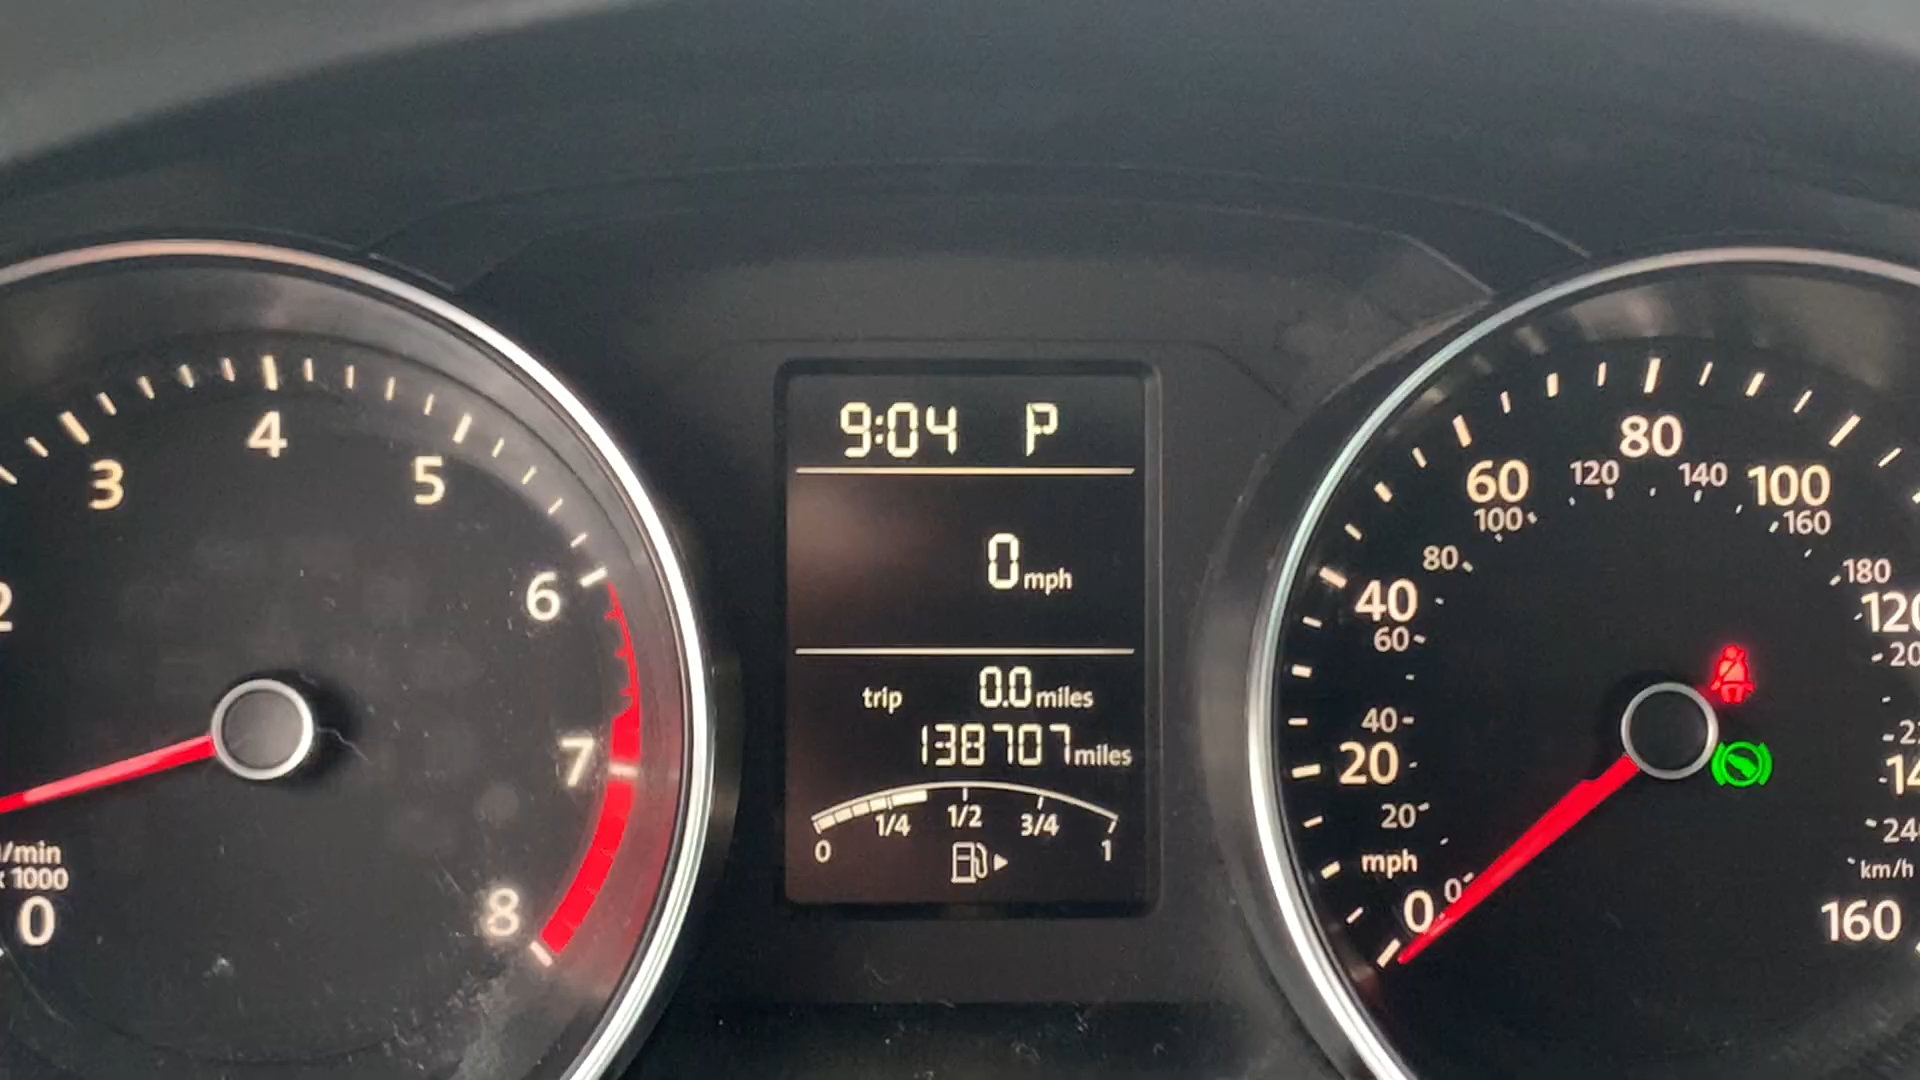 9:04 P
0 mph
trip 0.0 miles
138707 miles
1/4 1/2 3/4
0 1
2 3 4 5 6 7 8
/min
x 1000
0
20 40 60 80 100 120
160
mph
0 20 40 60 80 100 120 140 160 180
km/h